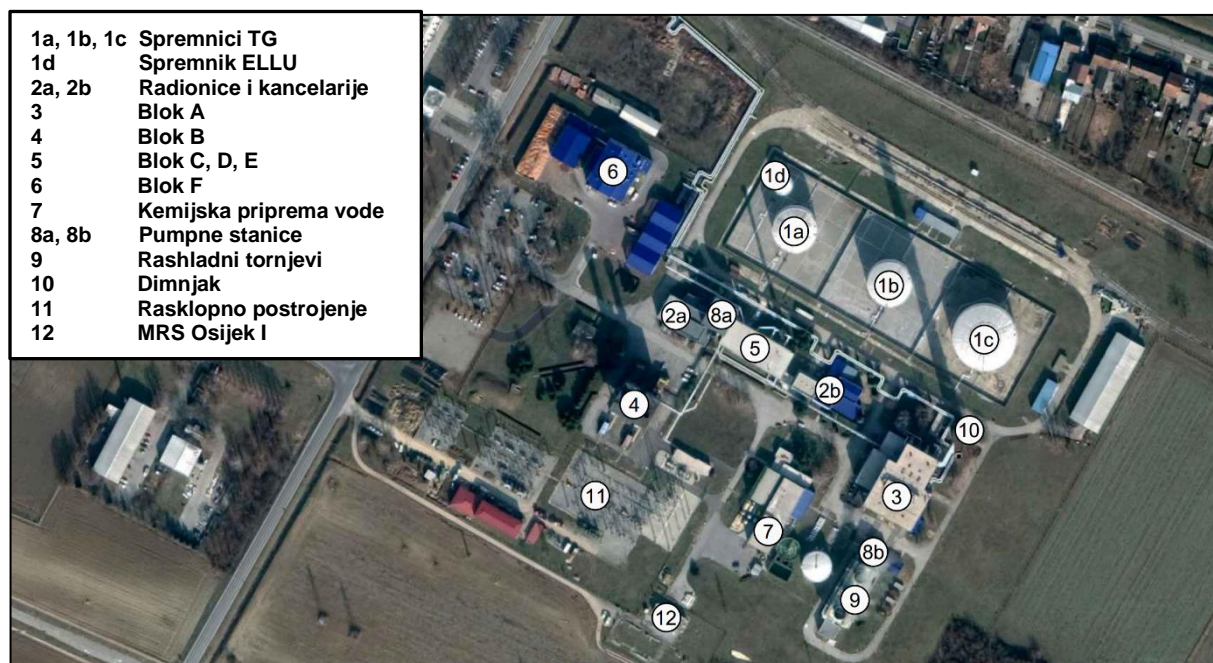 1a, 1b, 1c Spremnici TG
1d Spremnik ELLU
2a, 2b Radionice i kancelarije
3 Blok A
4 Blok B
5 Blok C, D, E
6 Blok F
7 Kemijska priprema vode
8a, 8b Pumpne stanice
9 Rashladni tornjevi
10 Dimnjak
11 Rasklopno postrojenje
12 MRS Osijek I
6
1d
1a
1b
2a
8a
1c
5
2b
4
10
11
3
7
8b
9
12